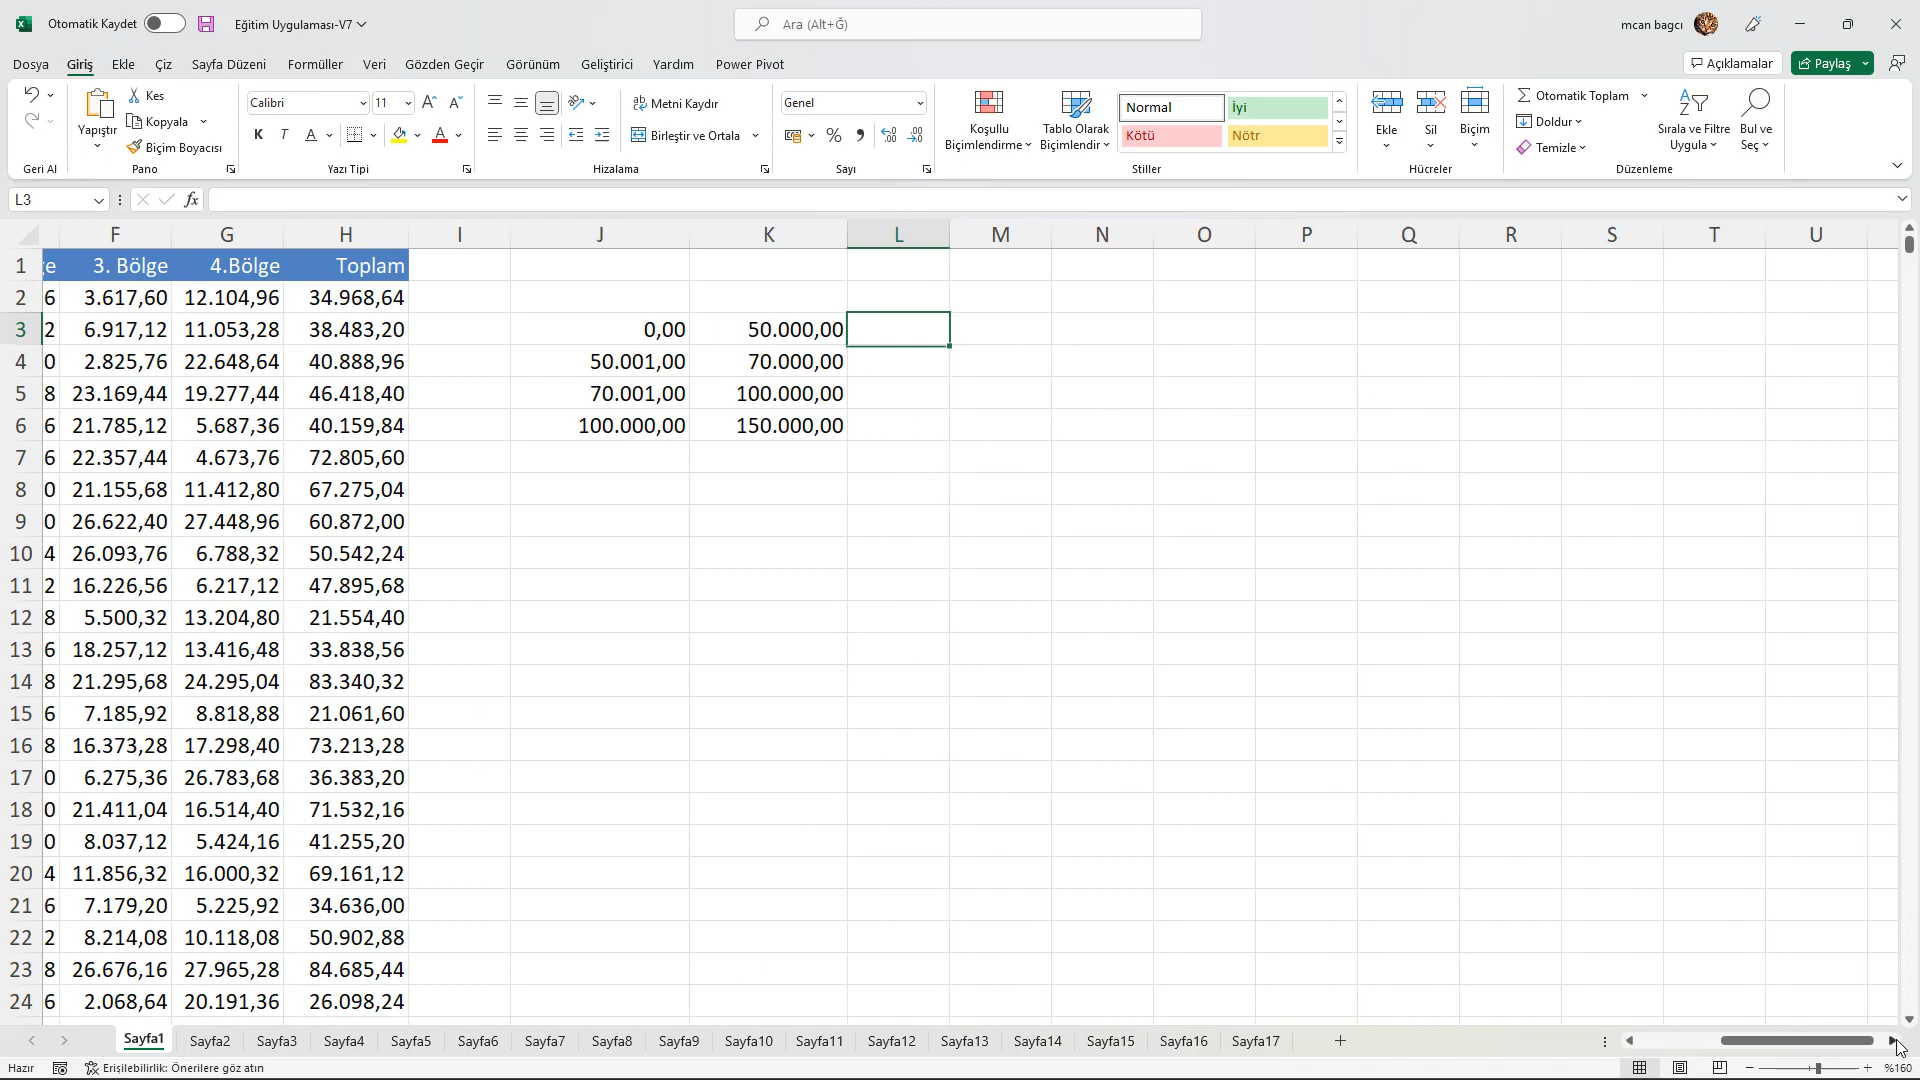 Otomatik Kaydet Eğitim Uygulaması-V7 Ara (Alt+Ğ) mcan bagcı
Dosya Giriş Ekle Çiz Sayfa Düzeni Formüller Veri Gözden Geçir Görünüm Geliştirici Yardım Power Pivot Açıklamalar Paylaş
Yapıştır Kes Kopyala Biçim Boyacısı
Calibri 11 K T A A
Metni Kaydır
Birleştir ve Ortala
Genel
Koşullu Biçimlendirme
Tablo Olarak Biçimlendir
Normal İyi
Kötü Nötr
Ekle Sil Biçim
Otomatik Toplam
Doldur
Temizle
Sırala ve Filtre Uygula
Bul ve Seç
Geri Al Pano Yazı Tipi Hizalama Sayı Stiller Hücreler Düzenleme
L3 fx
F G H I J K L M N O P Q R S T U
1 ge 3. Bölge 4.Bölge Toplam
2 6 3.617,60 12.104,96 34.968,64
3 2 6.917,12 11.053,28 38.483,20 0,00 50.000,00
4 0 2.825,76 22.648,64 40.888,96 50.001,00 70.000,00
5 8 23.169,44 19.277,44 46.418,40 70.001,00 100.000,00
6 6 21.785,12 5.687,36 40.159,84 100.000,00 150.000,00
7 6 22.357,44 4.673,76 72.805,60
8 0 21.155,68 11.412,80 67.275,04
9 0 26.622,40 27.448,96 60.872,00
10 4 26.093,76 6.788,32 50.542,24
11 2 16.226,56 6.217,12 47.895,68
12 8 5.500,32 13.204,80 21.554,40
13 6 18.257,12 13.416,48 33.838,56
14 8 21.295,68 24.295,04 83.340,32
15 6 7.185,92 8.818,88 21.061,60
16 8 16.373,28 17.298,40 73.213,28
17 0 6.275,36 26.783,68 36.383,20
18 0 21.411,04 16.514,40 71.532,16
19 0 8.037,12 5.424,16 41.255,20
20 4 11.856,32 16.000,32 69.161,12
21 6 7.179,20 5.225,92 34.636,00
22 2 8.214,08 10.118,08 50.902,88
23 8 26.676,16 27.965,28 84.685,44
24 6 2.068,64 20.191,36 26.098,24
Sayfa1 Sayfa2 Sayfa3 Sayfa4 Sayfa5 Sayfa6 Sayfa7 Sayfa8 Sayfa9 Sayfa10 Sayfa11 Sayfa12 Sayfa13 Sayfa14 Sayfa15 Sayfa16 Sayfa17
Hazır Erişilebilirlik: Önerilere göz atın %160